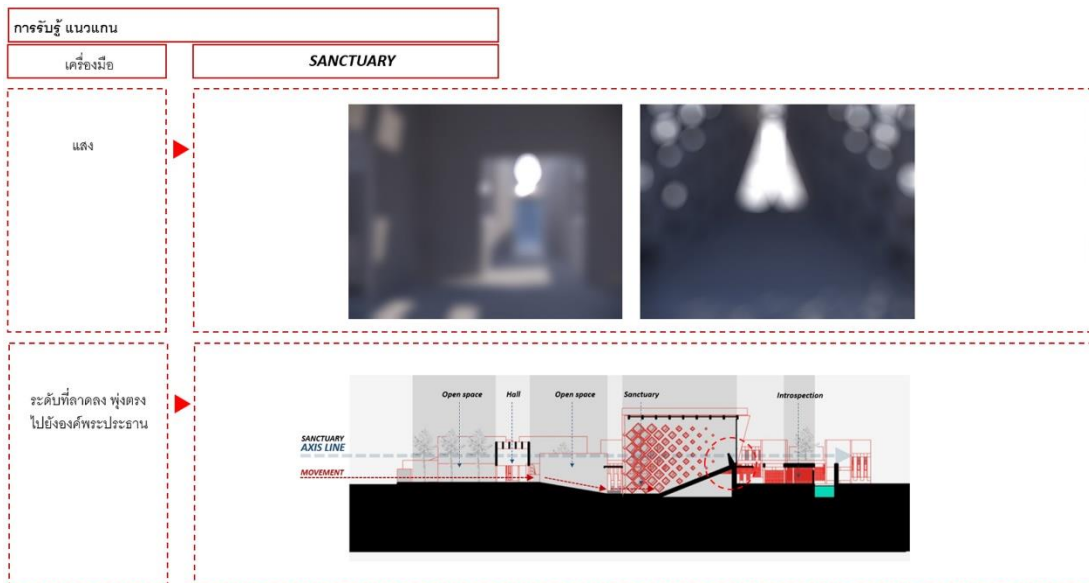 การรับรู้ แนวแกน
เครื่องมือ
SANCTUARY
แสง
ระดับที่ลาดลง พุ่งตรง
ไปยังองค์พระประธาน
Open space
Hall
Open space
Sanctuary
Introspection
SANCTUARY
AXIS LINE
MOVEMENT